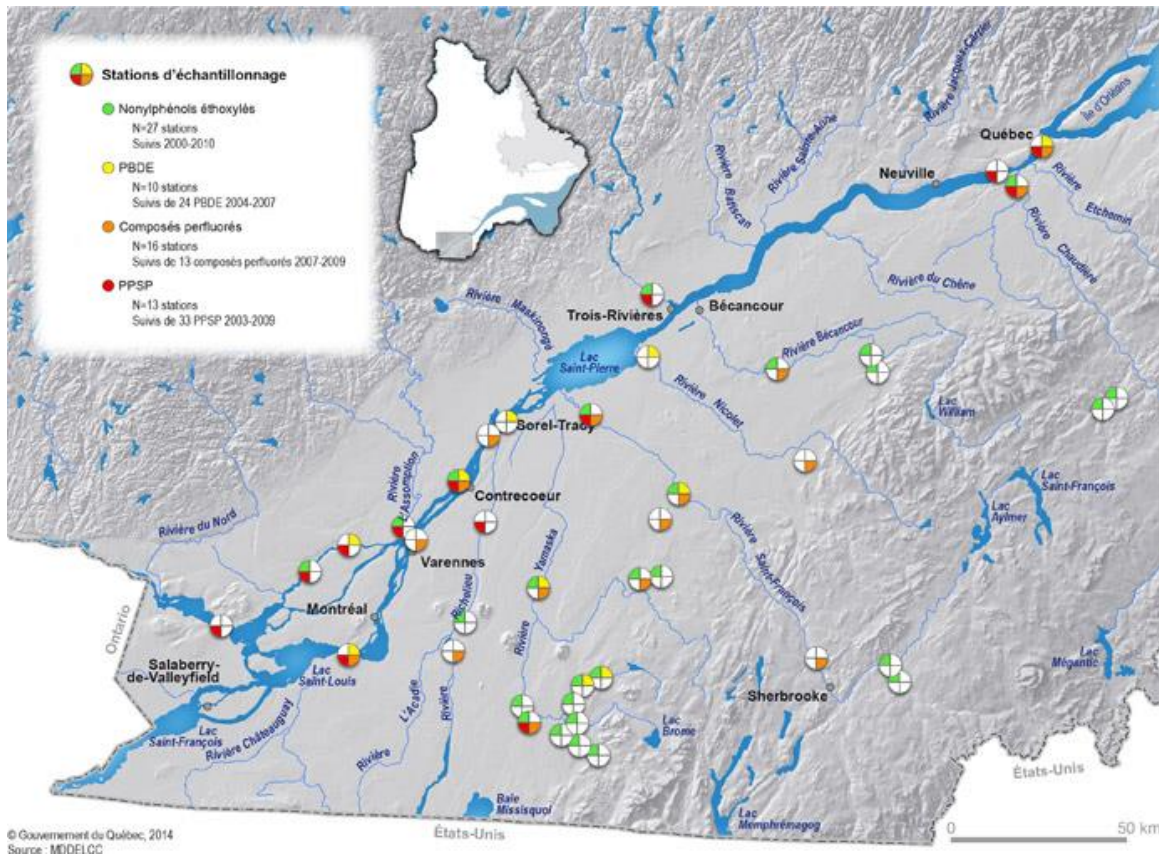 Stations d'échantillonnage
Nonylphénols éthoxylés
N=27 stations
Suivis 2000-2010
PBDE
N=10 stations
Suivis de 24 PBDE 2004-2007
Composés perfluorés
N=16 stations
Suivis de 13 composés perfluorés 2007-2009
PPSP
N=13 stations
Suivis de 33 PPSP 2003-2009
Rivière Jacques-Cartier
Rivière Sainte-Anne
Rivière Batiscan
Île d'Orléans
Québec
Neuville
Rivière
Etchemin
Rivière Chaudière
Rivière du Chêne
Rivière Maskinongé
Trois-Rivières
Bécancour
Rivière Bécancour
Lac
Saint-Pierre
Rivière Nicolet
Lac
William
Sorel-Tracy
Rivière
L'Assomption
Contrecoeur
Lac
Saint-François
Lac
Aylmer
Rivière du Nord
Varennes
Rivière Saint-François
Montréal
Richelieu
Rivière
Yamaska
Rivière
Ontario
Salaberry-
de-Valleyfield
Lac
Saint-Louis
L'Acadie
Rivière
Sherbrooke
Lac
Mégantic
Lac
Saint-François
Rivière Châteauguay
Lac
Brome
Baie
Missisquoi
Lac
Memphrémagog
États-Unis
États-Unis
0 50 km
© Gouvernement du Québec, 2014
Source : MDDELCC